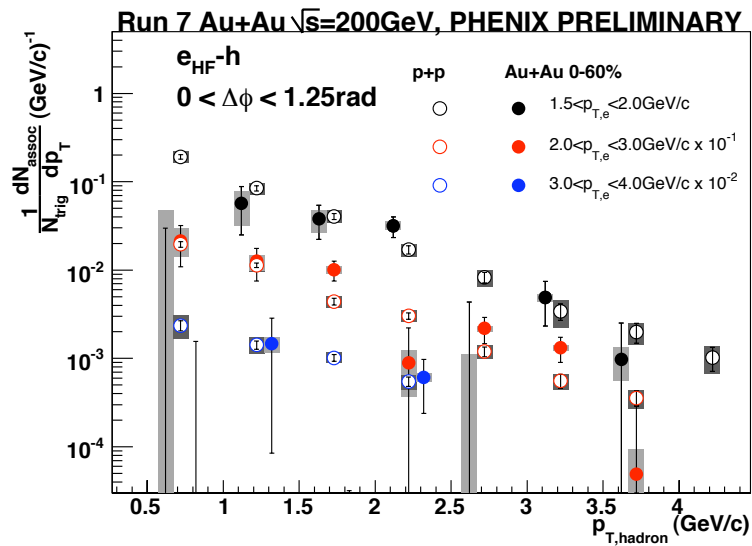 Run 7 Au+Au √s=200GeV, PHENIX PRELIMINARY
e_HF-h
0 < Δϕ < 1.25rad
p+p Au+Au 0-60%
1.5<p_T,e<2.0GeV/c
2.0<p_T,e<3.0GeV/c x 10^-1
3.0<p_T,e<4.0GeV/c x 10^-2
1/N_trig dN_assoc/dp_T (GeV/c)^-1
1
10^-1
10^-2
10^-3
10^-4
0.5 1 1.5 2 2.5 3 3.5 4
p_T,hadron (GeV/c)